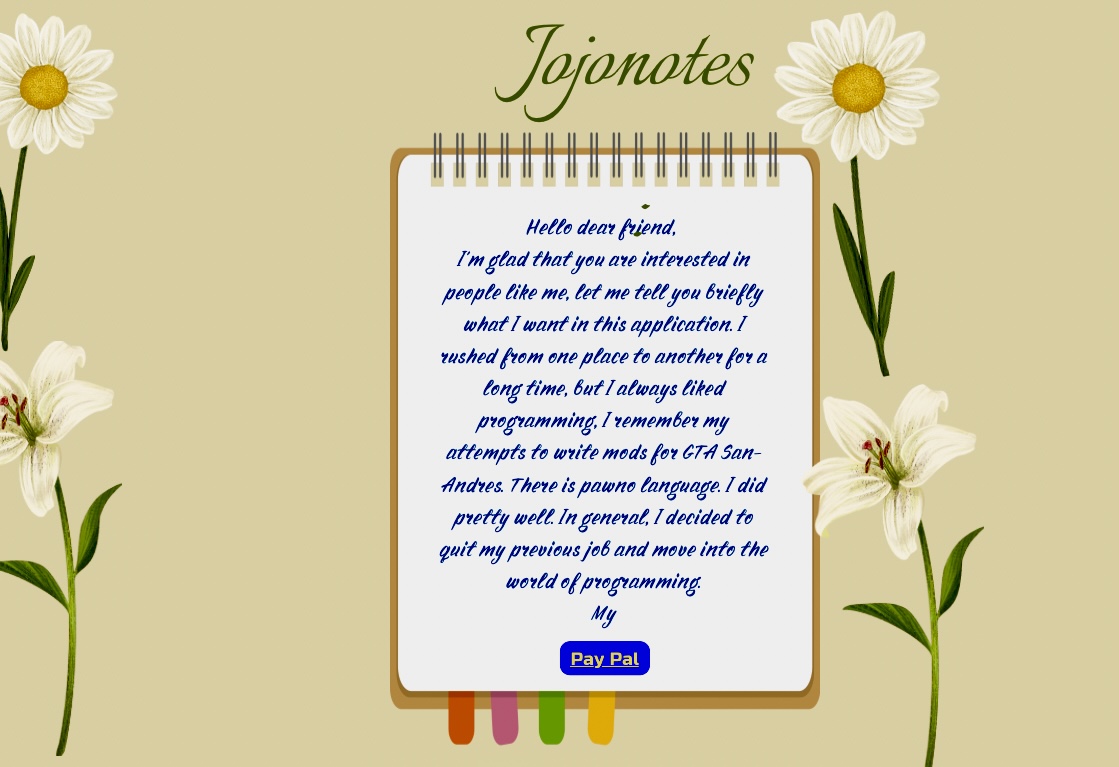 Jojonotes
Hello dear friend,
I'm glad that you are interested in
people like me, let me tell you briefly
what I want in this application. I
rushed from one place to another for a
long time, but I always liked
programming, I remember my
attempts to write mods for GTA San-
Andres. There is pawno language. I did
pretty well. In general, I decided to
quit my previous job and move into the
world of programming.
My
Pay Pal